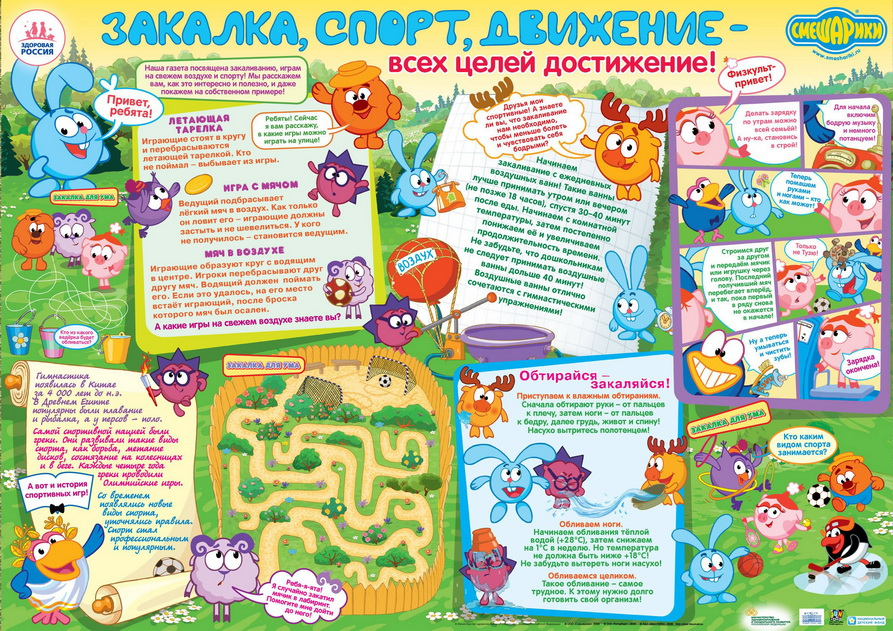 ЗДОРОВАЯ
РОССИЯ
ЗАКАЛКА, СПОРТ, ДВИЖЕНИЕ –
всех целей достижение!
СМЕШАРИКИ
www.smeshariki.ru
Привет,
ребята!
Наша газета посвящена закаливанию, играм
на свежем воздухе и спорту! Мы расскажем
вам, как это интересно и полезно, и даже
покажем на собственном примере!
Ребяты! Сейчас
я вам расскажу,
в какие игры можно
играть на улице!
ЛЕТАЮЩАЯ
ТАРЕЛКА
Играющие стоят в кругу
и перебрасываются
летающей тарелкой. Кто
не поймал – выбывает из игры.
ИГРА С МЯЧОМ
Ведущий подбрасывает
лёгкий мяч в воздух. Как только
он ловит его – играющие должны
застыть и не шевелиться. У кого
не получилось – становится ведущим.
МЯЧ В ВОЗДУХЕ
Играющие образуют круг с водящим
в центре. Игроки перебрасывают друг
другу мяч. Водящий должен поймать
его. Если это удалось, на его место
встаёт играющий, после броска
которого мяч был осален.
А какие игры на свежем воздухе знаете вы?
ЗАКАЛКА ДЛЯ УМА
Кто из какого
ведёрка будет
обливаться?
Друзья мои
спортивные! А знаете
ли вы, что закаливание
нам необходимо,
чтобы меньше болеть
и чувствовать себя
бодрыми?
Начинаем
закаливание с ежедневных
воздушных ванн! Такие ванны
лучше принимать утром или вечером
(не позже 18 часов), спустя 30–40 минут
после еды. Начинаем с комнатной
температуры, затем постепенно
понижаем её и увеличиваем
продолжительность времени.
Не забудьте, что дошкольникам
не следует принимать воздушные
ванны дольше 40 минут!
Воздушные ванны отлично
сочетаются с гимнастическими
упражнениями!
ВОЗДУХ
Физкульт-
привет!
Делать зарядку
по утрам можно
всей семьёй!
А ну-ка, становись
в строй!
Для начала
включим
бодрую музыку
и немного
потанцуем!
Теперь
помашем
руками
и ногами – кто
как может!
Строимся друг
за другом
и передаём мячик
или игрушку через
голову. Последний
получивший мяч
перебегает вперёд,
и так, пока первый
в ряду снова
не окажется
в начале!
Только
не Тузю!
Ну а теперь
умываться
и чистить
зубы!
Зарядка
окончена!
Гимнастика
появилась в Китае
за 4 000 лет до н.э.
В Древнем Египте
популярны были плавание
и рыбалка, а у персов – поло.
Самой спортивной нацией были
греки. Они развивали такие виды
спорта, как борьба, метание
дисков, состязание на колесницах
и в беге. Каждые четыре года
греки проводили
Олимпийские игры.
А вот и история
спортивных игр!
Со временем
появлялись новые
виды спорта,
уточнялись правила.
Спорт стал
профессиональным
и популярным.
ЗАКАЛКА ДЛЯ УМА
Ребя-я-ята!
Я случайно закатил
мячик в лабиринт.
Помогите мне дойти
до него!
Обтирайся –
закаляйся!
Приступаем к влажным обтираниям.
Сначала обтирают руки – от пальцев
к плечу, затем ноги – от пальцев
к бедру, далее грудь, живот и спину!
Насухо вытритесь полотенцем!
Обливаем ноги.
Начинаем обливания тёплой
водой (+28°С), затем снижаем
на 1°С в неделю. Но температура
не должна быть ниже +18°С!
Не забудьте вытереть ноги насухо!
Обливаемся целиком.
Такое обливание – самое
трудное. К этому нужно долго
готовить свой организм!
ЗАКАЛКА ДЛЯ УМА
Кто каким
видом спорта
занимается?